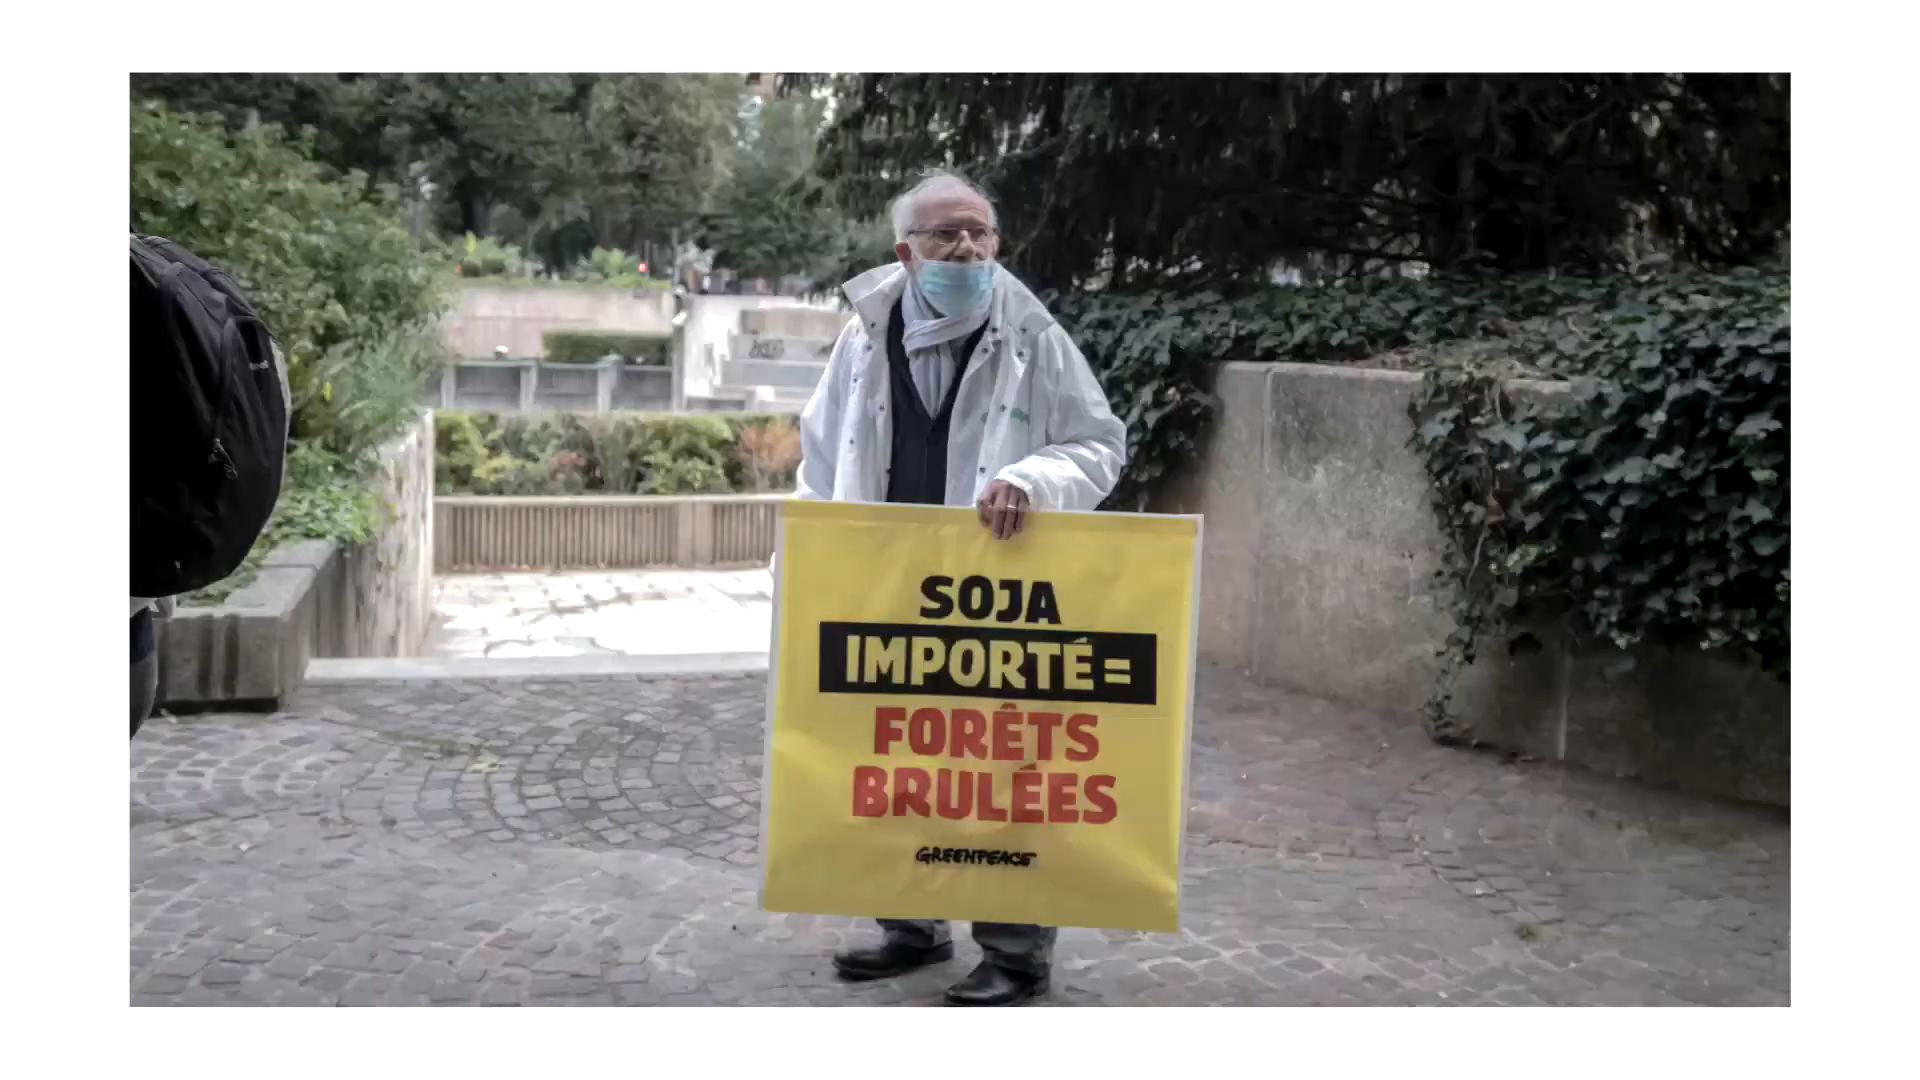 SOJA
IMPORTÉ =
FORÊTS
BRULÉES
GREENPEACE